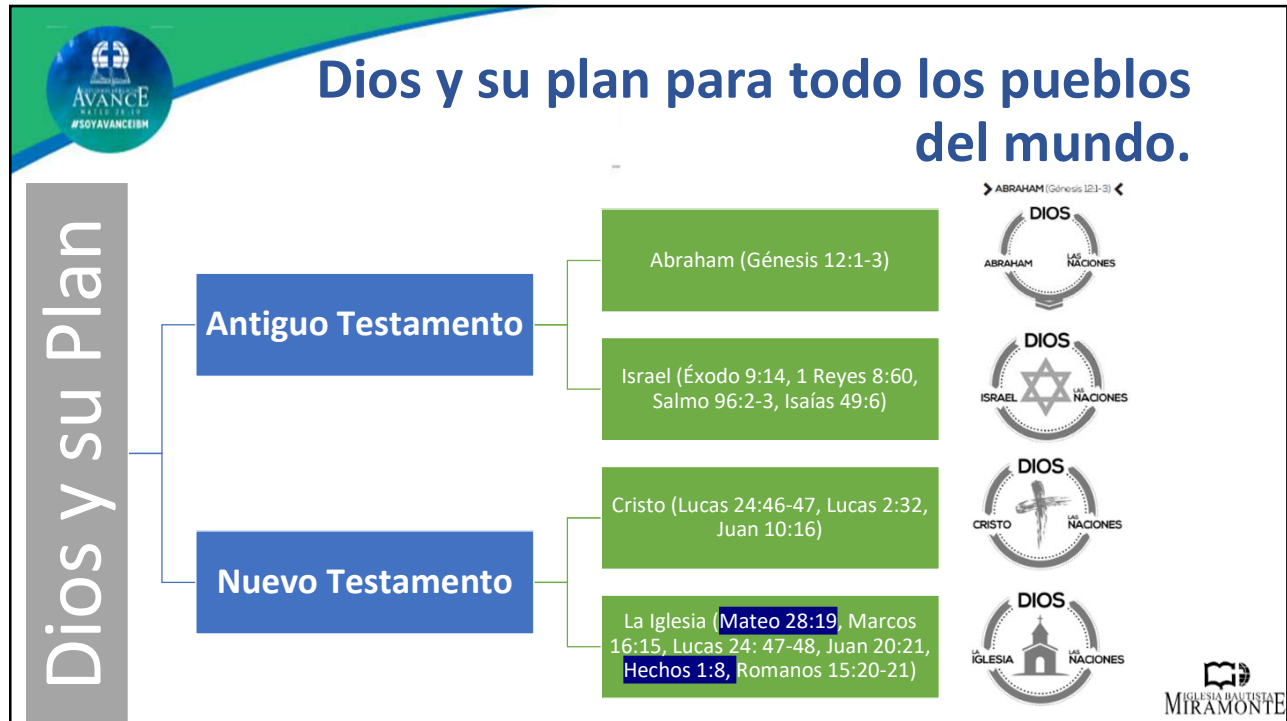 AVANCE
MATEO 28:19
#SOYAVANCEIBM
Dios y su plan para todo los pueblos
del mundo.
Dios y su Plan
Antiguo Testamento
Abraham (Génesis 12:1-3)
Israel (Éxodo 9:14, 1 Reyes 8:60,
Salmo 96:2-3, Isaías 49:6)
Nuevo Testamento
Cristo (Lucas 24:46-47, Lucas 2:32,
Juan 10:16)
La Iglesia (Mateo 28:19, Marcos
16:15, Lucas 24: 47-48, Juan 20:21,
Hechos 1:8, Romanos 15:20-21)
ABRAHAM (Génesis 12:1-3)
DIOS
ABRAHAM
LAS
NACIONES
DIOS
ISRAEL
LAS
NACIONES
DIOS
CRISTO
LAS
NACIONES
DIOS
LA
IGLESIA
LAS
NACIONES
IGLESIA BAUTISTA
MIRAMONTE